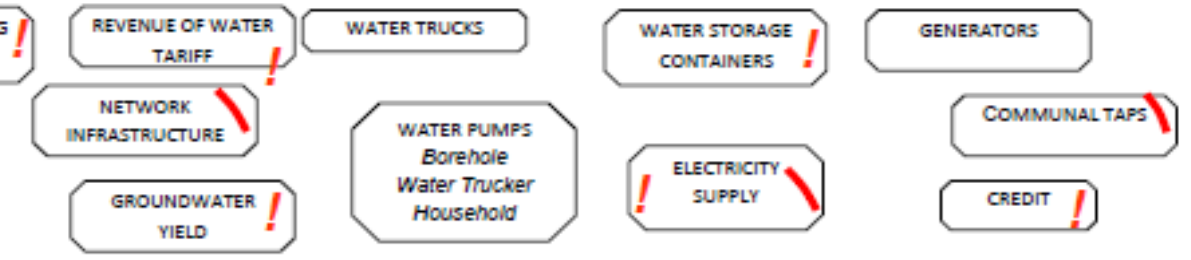 G !
REVENUE OF WATER
TARIFF !
WATER TRUCKS
WATER STORAGE
CONTAINERS !
GENERATORS
NETWORK
INFRASTRUCTURE
WATER PUMPS
Borehole
Water Trucker
Household
COMMUNAL TAPS
ELECTRICITY
! SUPPLY
GROUNDWATER !
YIELD
CREDIT !